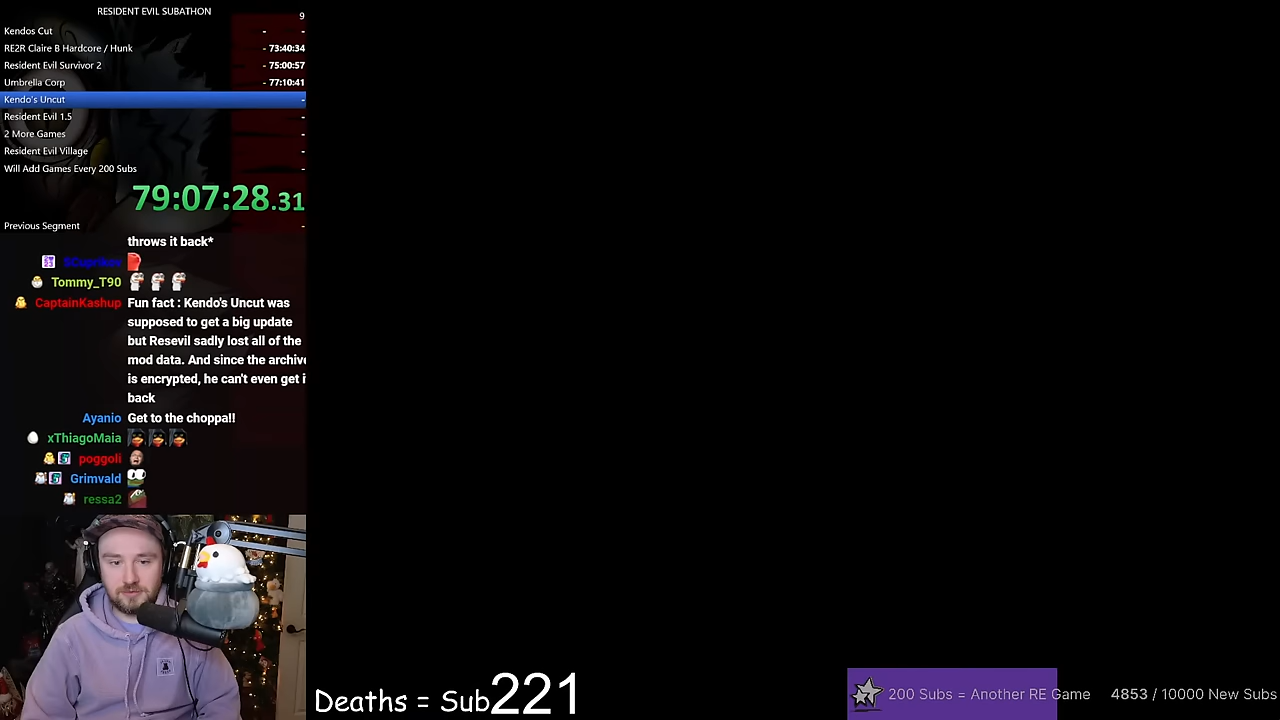 RESIDENT EVIL SUBATHON
9
Kendos Cut - -
RE2R Claire B Hardcore / Hunk - 73:40:34
Resident Evil Survivor 2 - 75:00:57
Umbrella Corp - 77:10:41
Kendo's Uncut -
Resident Evil 1.5 -
2 More Games -
Resident Evil Village -
Will Add Games Every 200 Subs -
79:07:28.31
Previous Segment -
throws it back*
Tommy_T90
CaptainKashup Fun fact : Kendo's Uncut was
supposed to get a big update
but Resevil sadly lost all of the
mod data. And since the archive
is encrypted, he can't even get i
back
Ayanio Get to the choppa!!
xThiagoMaia
poggoli
Grimvald
ressa2
Deaths = Sub 221
200 Subs = Another RE Game 4853 / 10000 New Subs